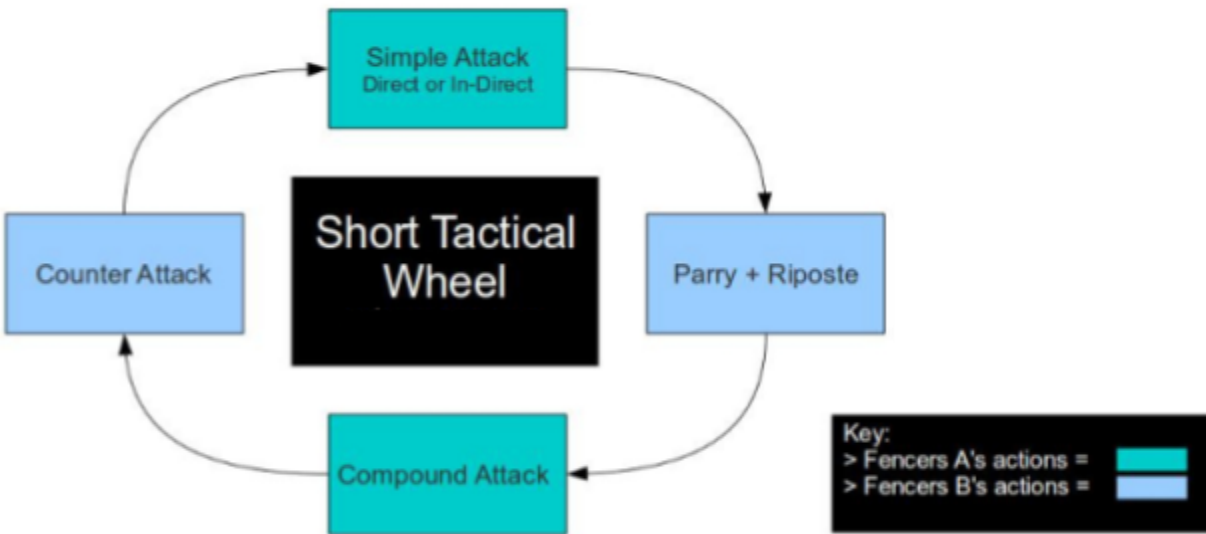 Simple Attack
Direct or In-Direct
Short Tactical
Wheel
Counter Attack
Parry + Riposte
Compound Attack
Key:
> Fencers A's actions =
> Fencers B's actions =